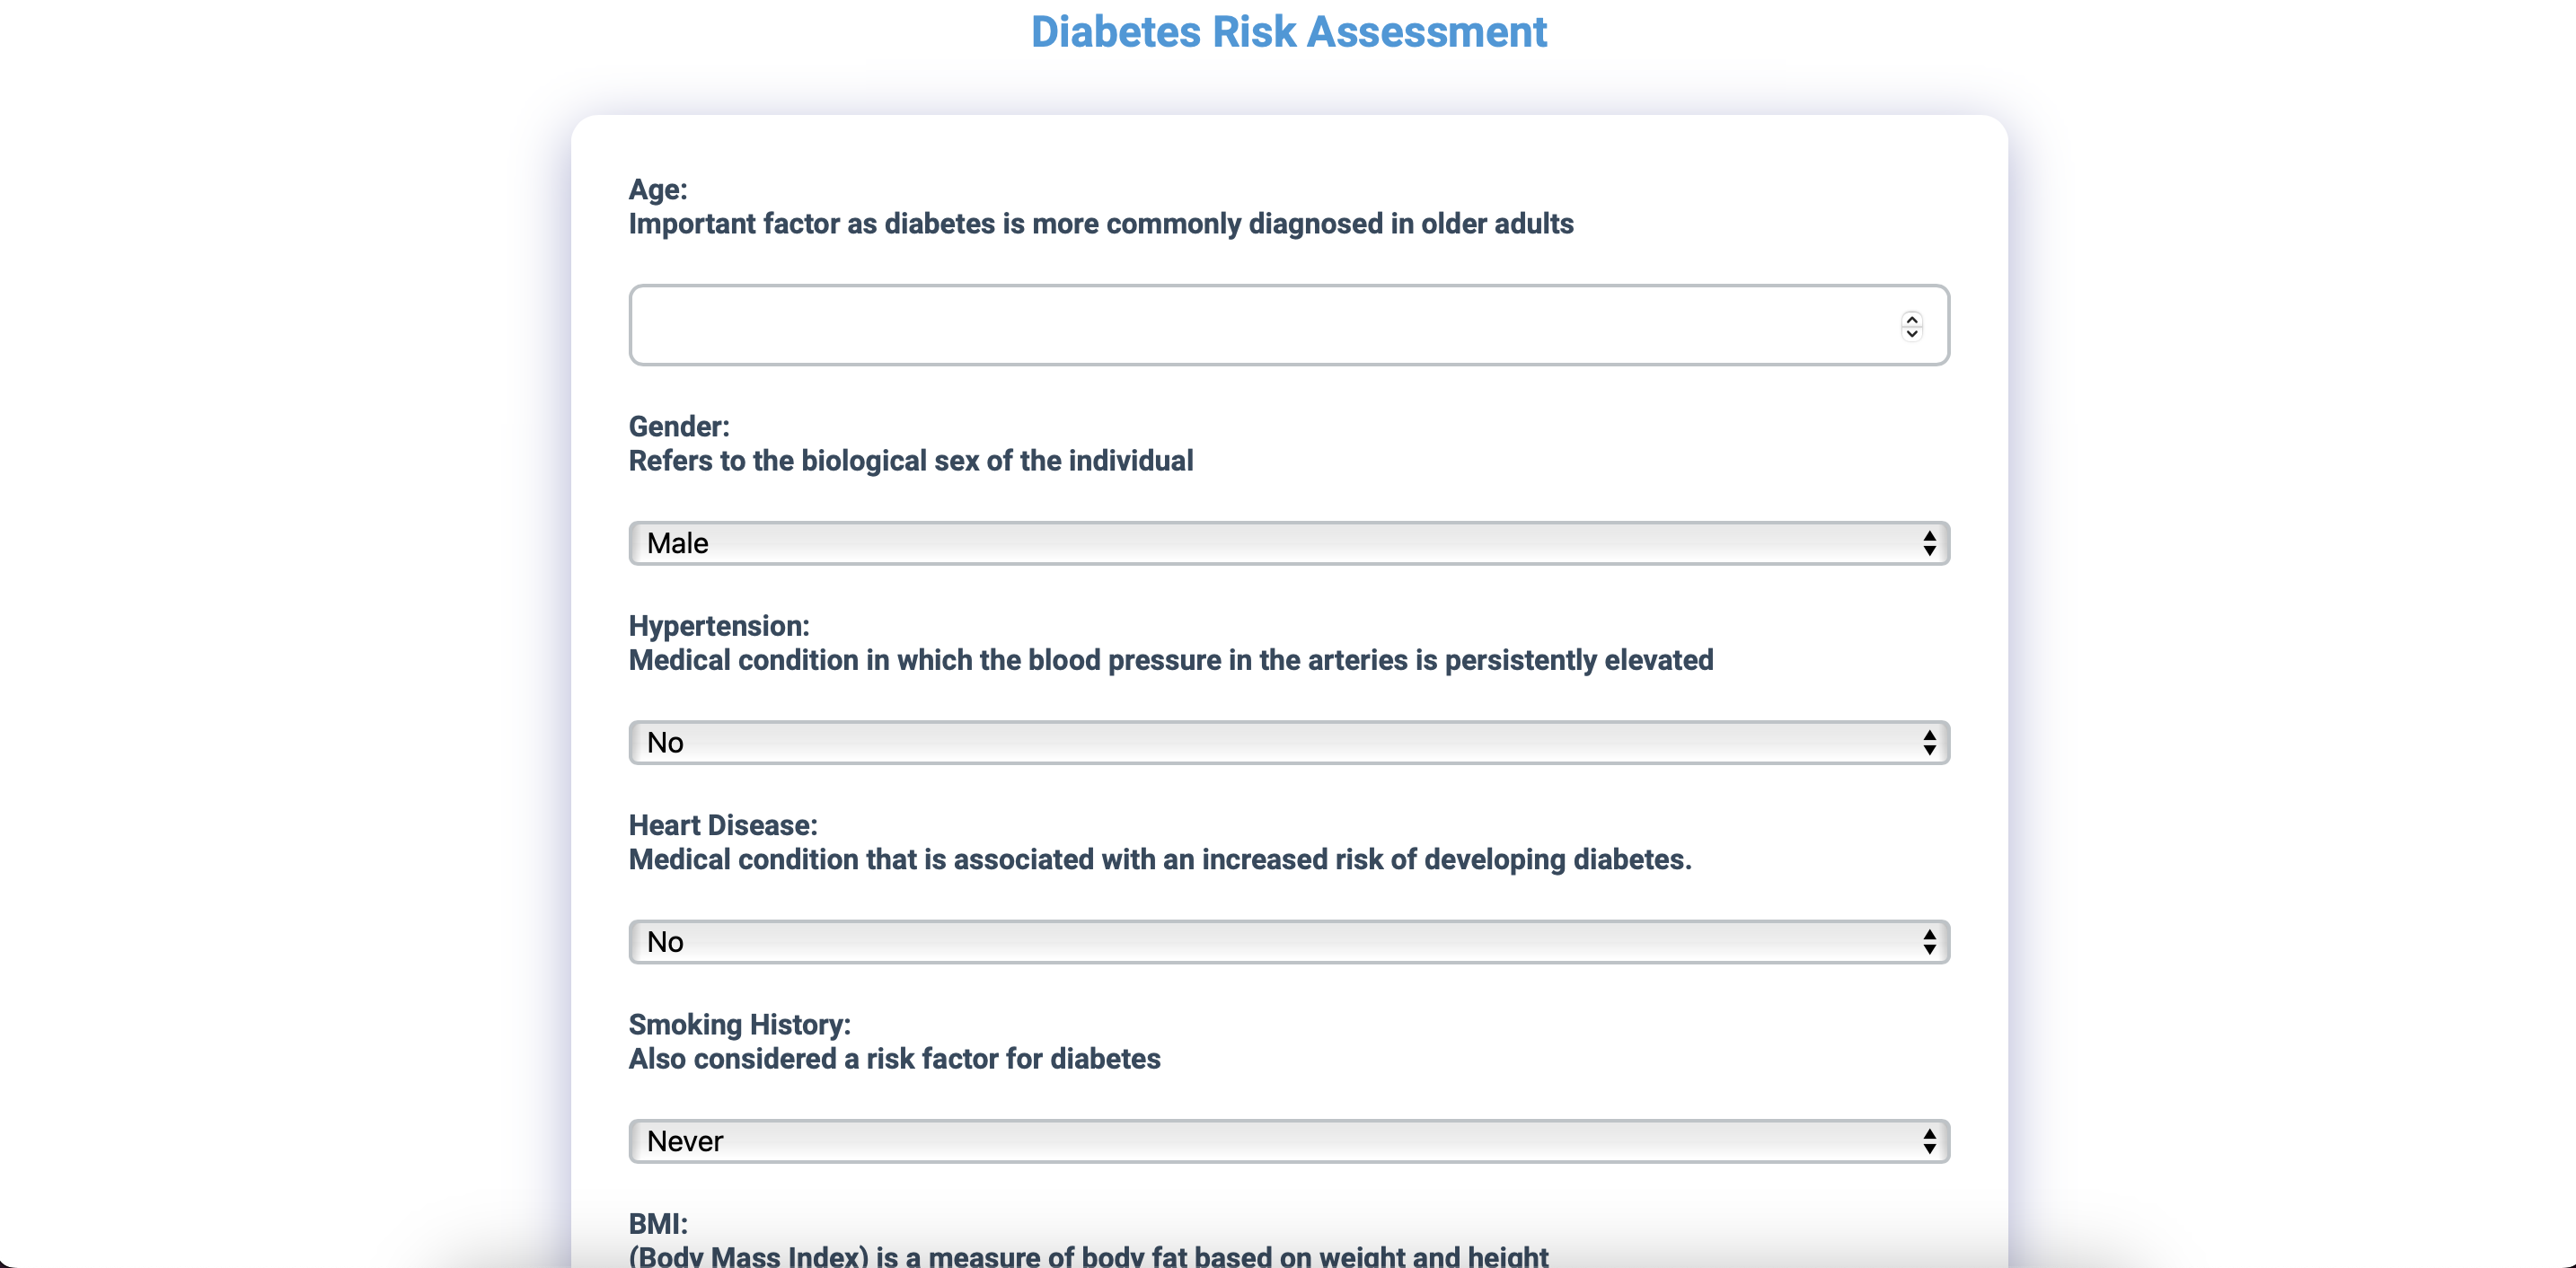 Diabetes Risk Assessment
Age:
Important factor as diabetes is more commonly diagnosed in older adults
Gender:
Refers to the biological sex of the individual
Male
Hypertension:
Medical condition in which the blood pressure in the arteries is persistently elevated
No
Heart Disease:
Medical condition that is associated with an increased risk of developing diabetes.
No
Smoking History:
Also considered a risk factor for diabetes
Never
BMI:
(Body Mass Index) is a measure of body fat based on weight and height